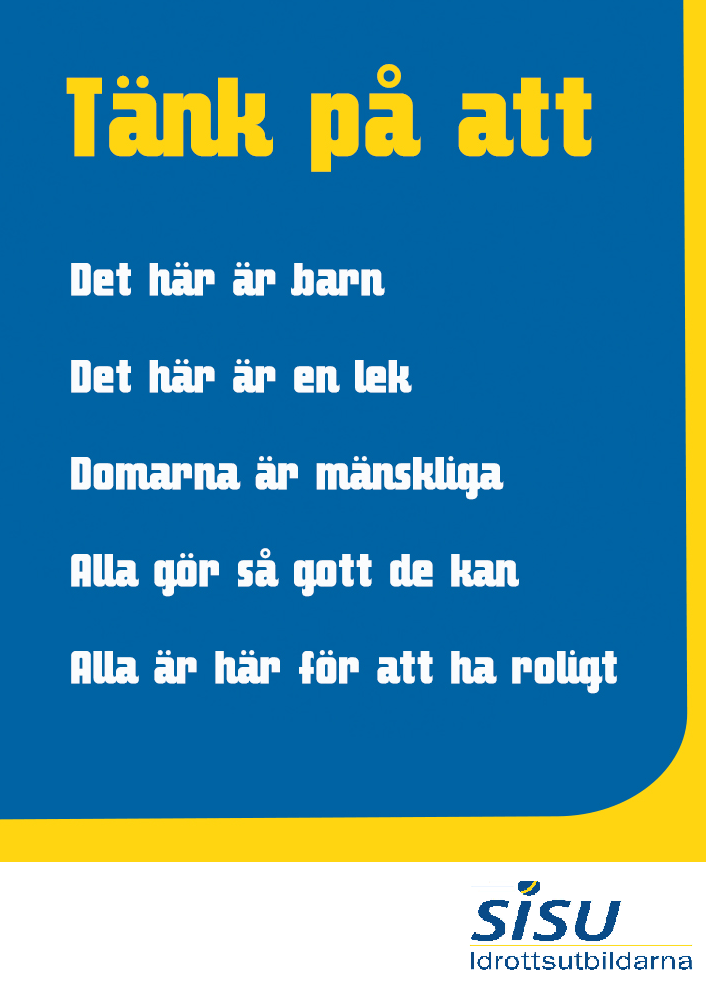 Tänk på att
Det här är barn
Det här är en lek
Domarna är mänskliga
Alla gör så gott de kan
Alla är här för att ha roligt
SISU
Idrottsutbildarna